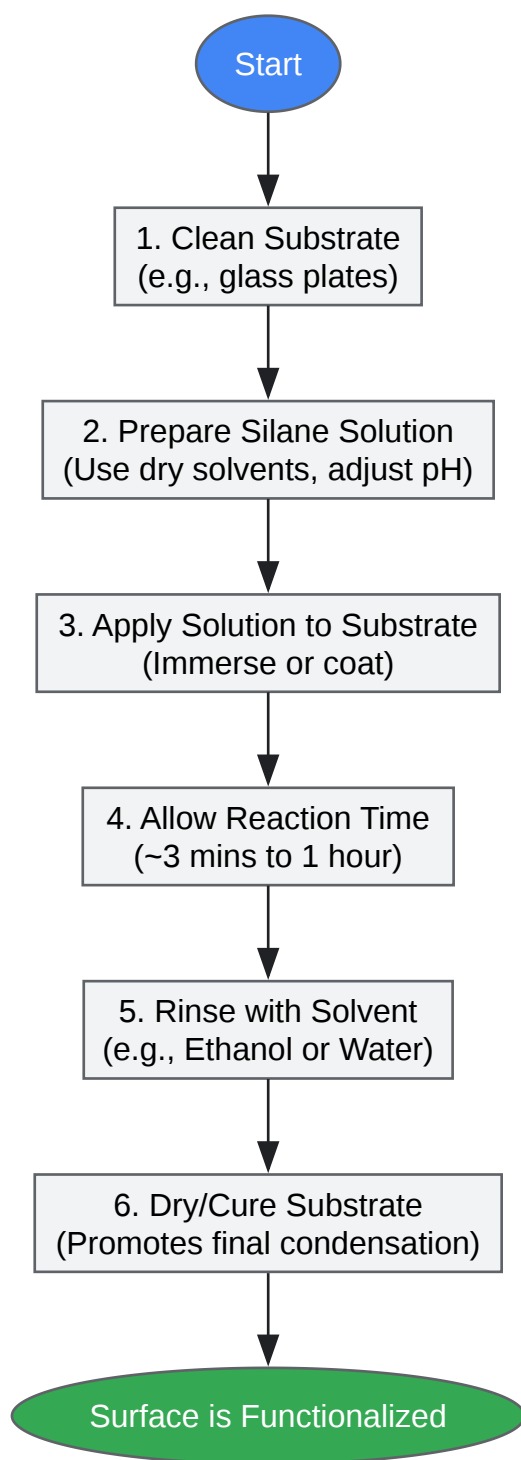 Start
1. Clean Substrate
(e.g., glass plates)
2. Prepare Silane Solution
(Use dry solvents, adjust pH)
3. Apply Solution to Substrate
(Immerse or coat)
4. Allow Reaction Time
(~3 mins to 1 hour)
5. Rinse with Solvent
(e.g., Ethanol or Water)
6. Dry/Cure Substrate
(Promotes final condensation)
Surface is Functionalized